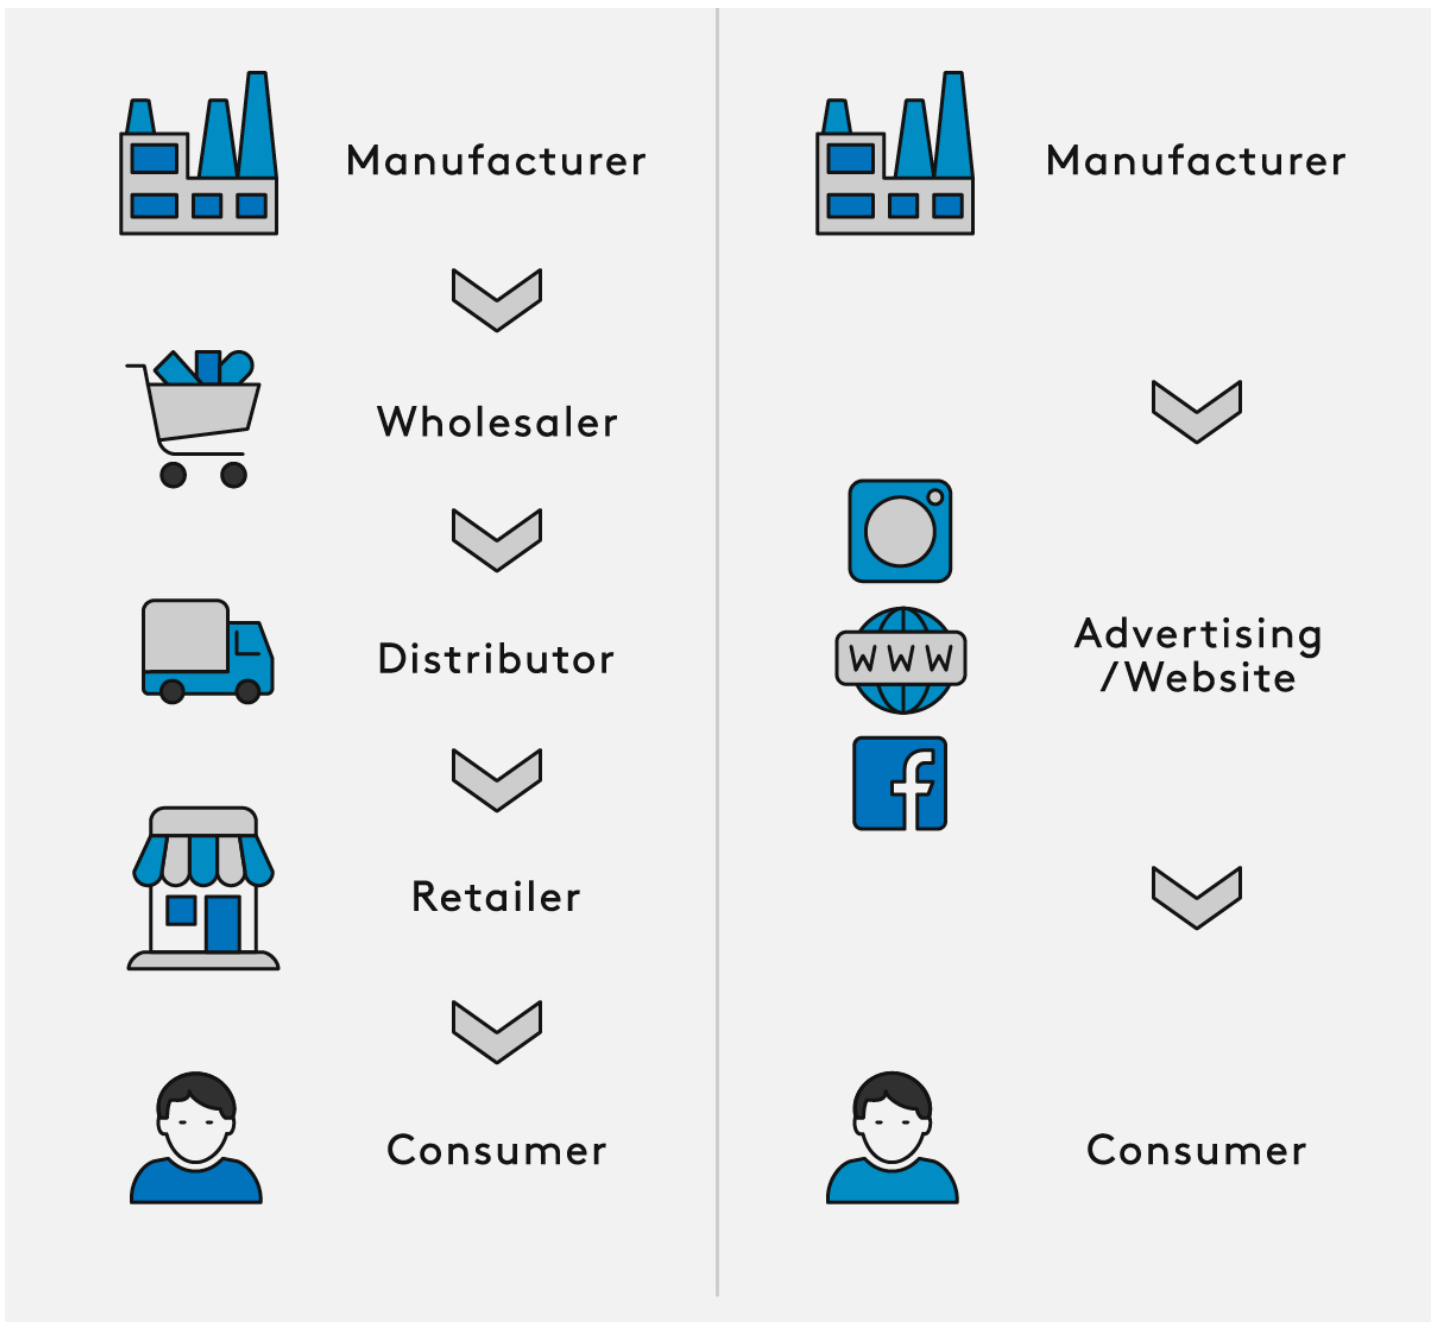 Manufacturer
Wholesaler
Distributor
Retailer
Consumer
Manufacturer
WWW
Advertising
/Website
f
Consumer